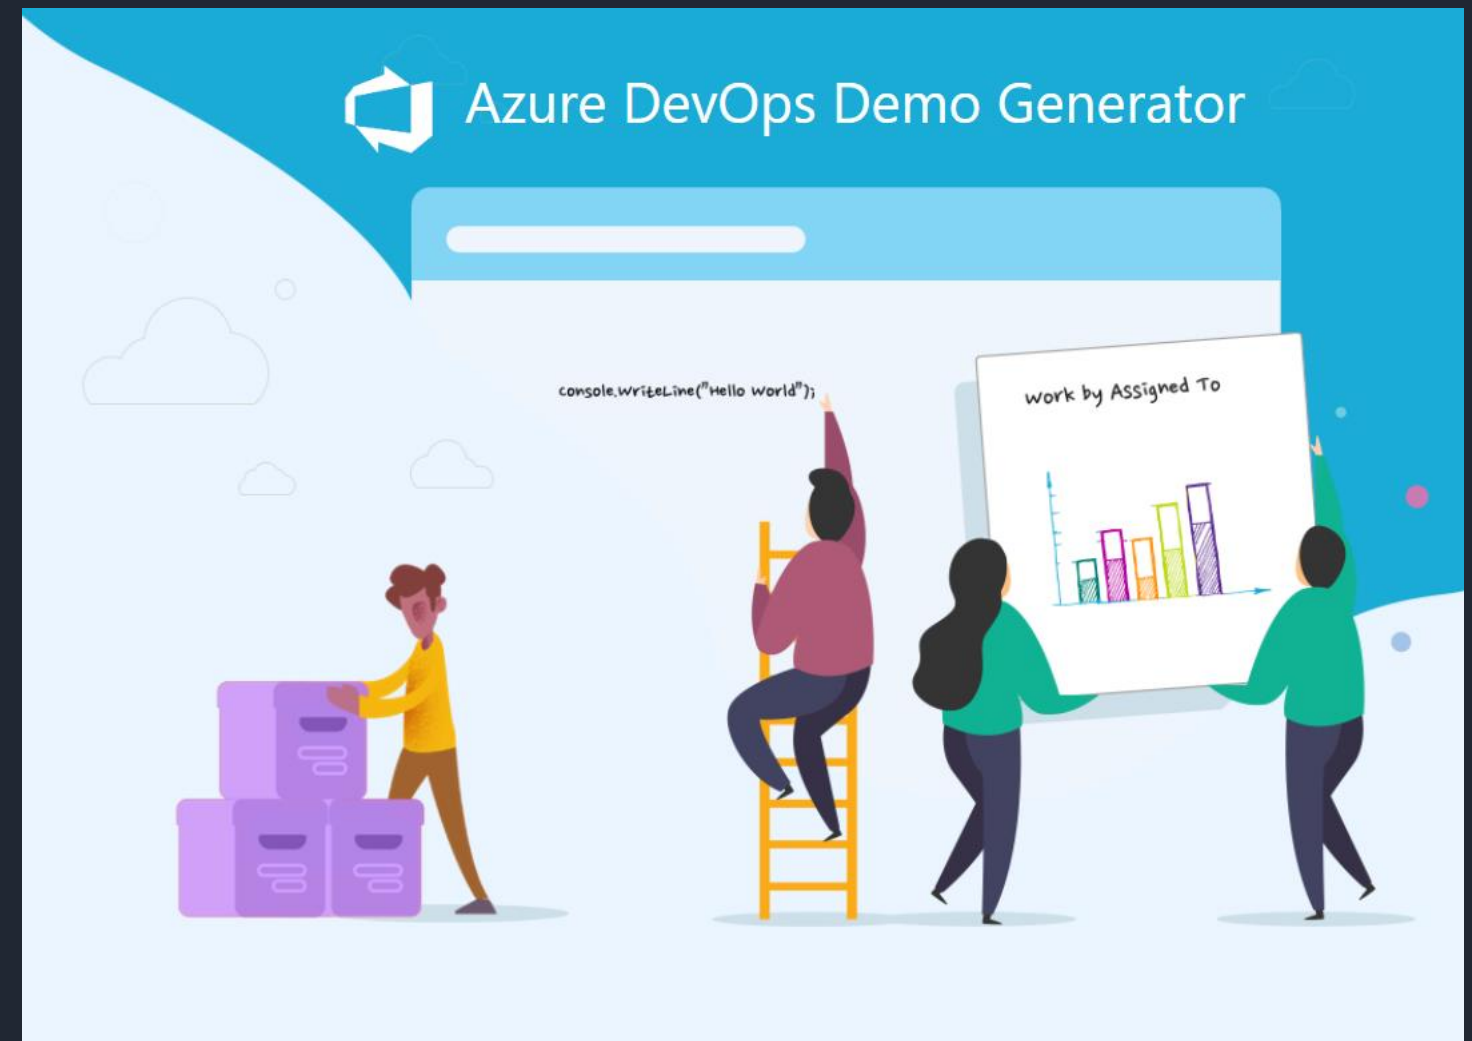 Azure DevOps Demo Generator
console.WriteLine("Hello World");
Work by Assigned To